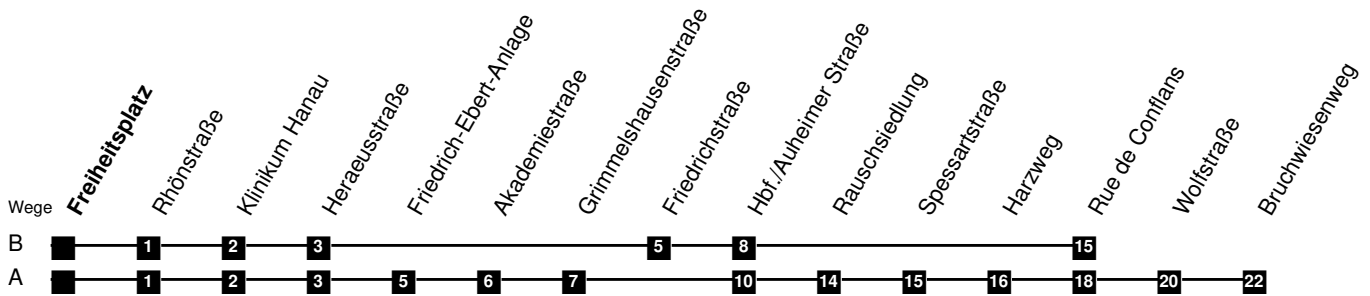 Freiheitsplatz
Rhönstraße
Klinikum Hanau
Heraeusstraße
Friedrich-Ebert-Anlage
Akademiestraße
Grimmelshausenstraße
Friedrichstraße
Hbf./Auheimer Straße
Rauschsiedlung
Spessartstraße
Harzweg
Rue de Conflans
Wolfstraße
Bruchwiesenweg
Wege
B 1 2 3 5 8 15
A 1 2 3 5 6 7 10 14 15 16 18 20 22